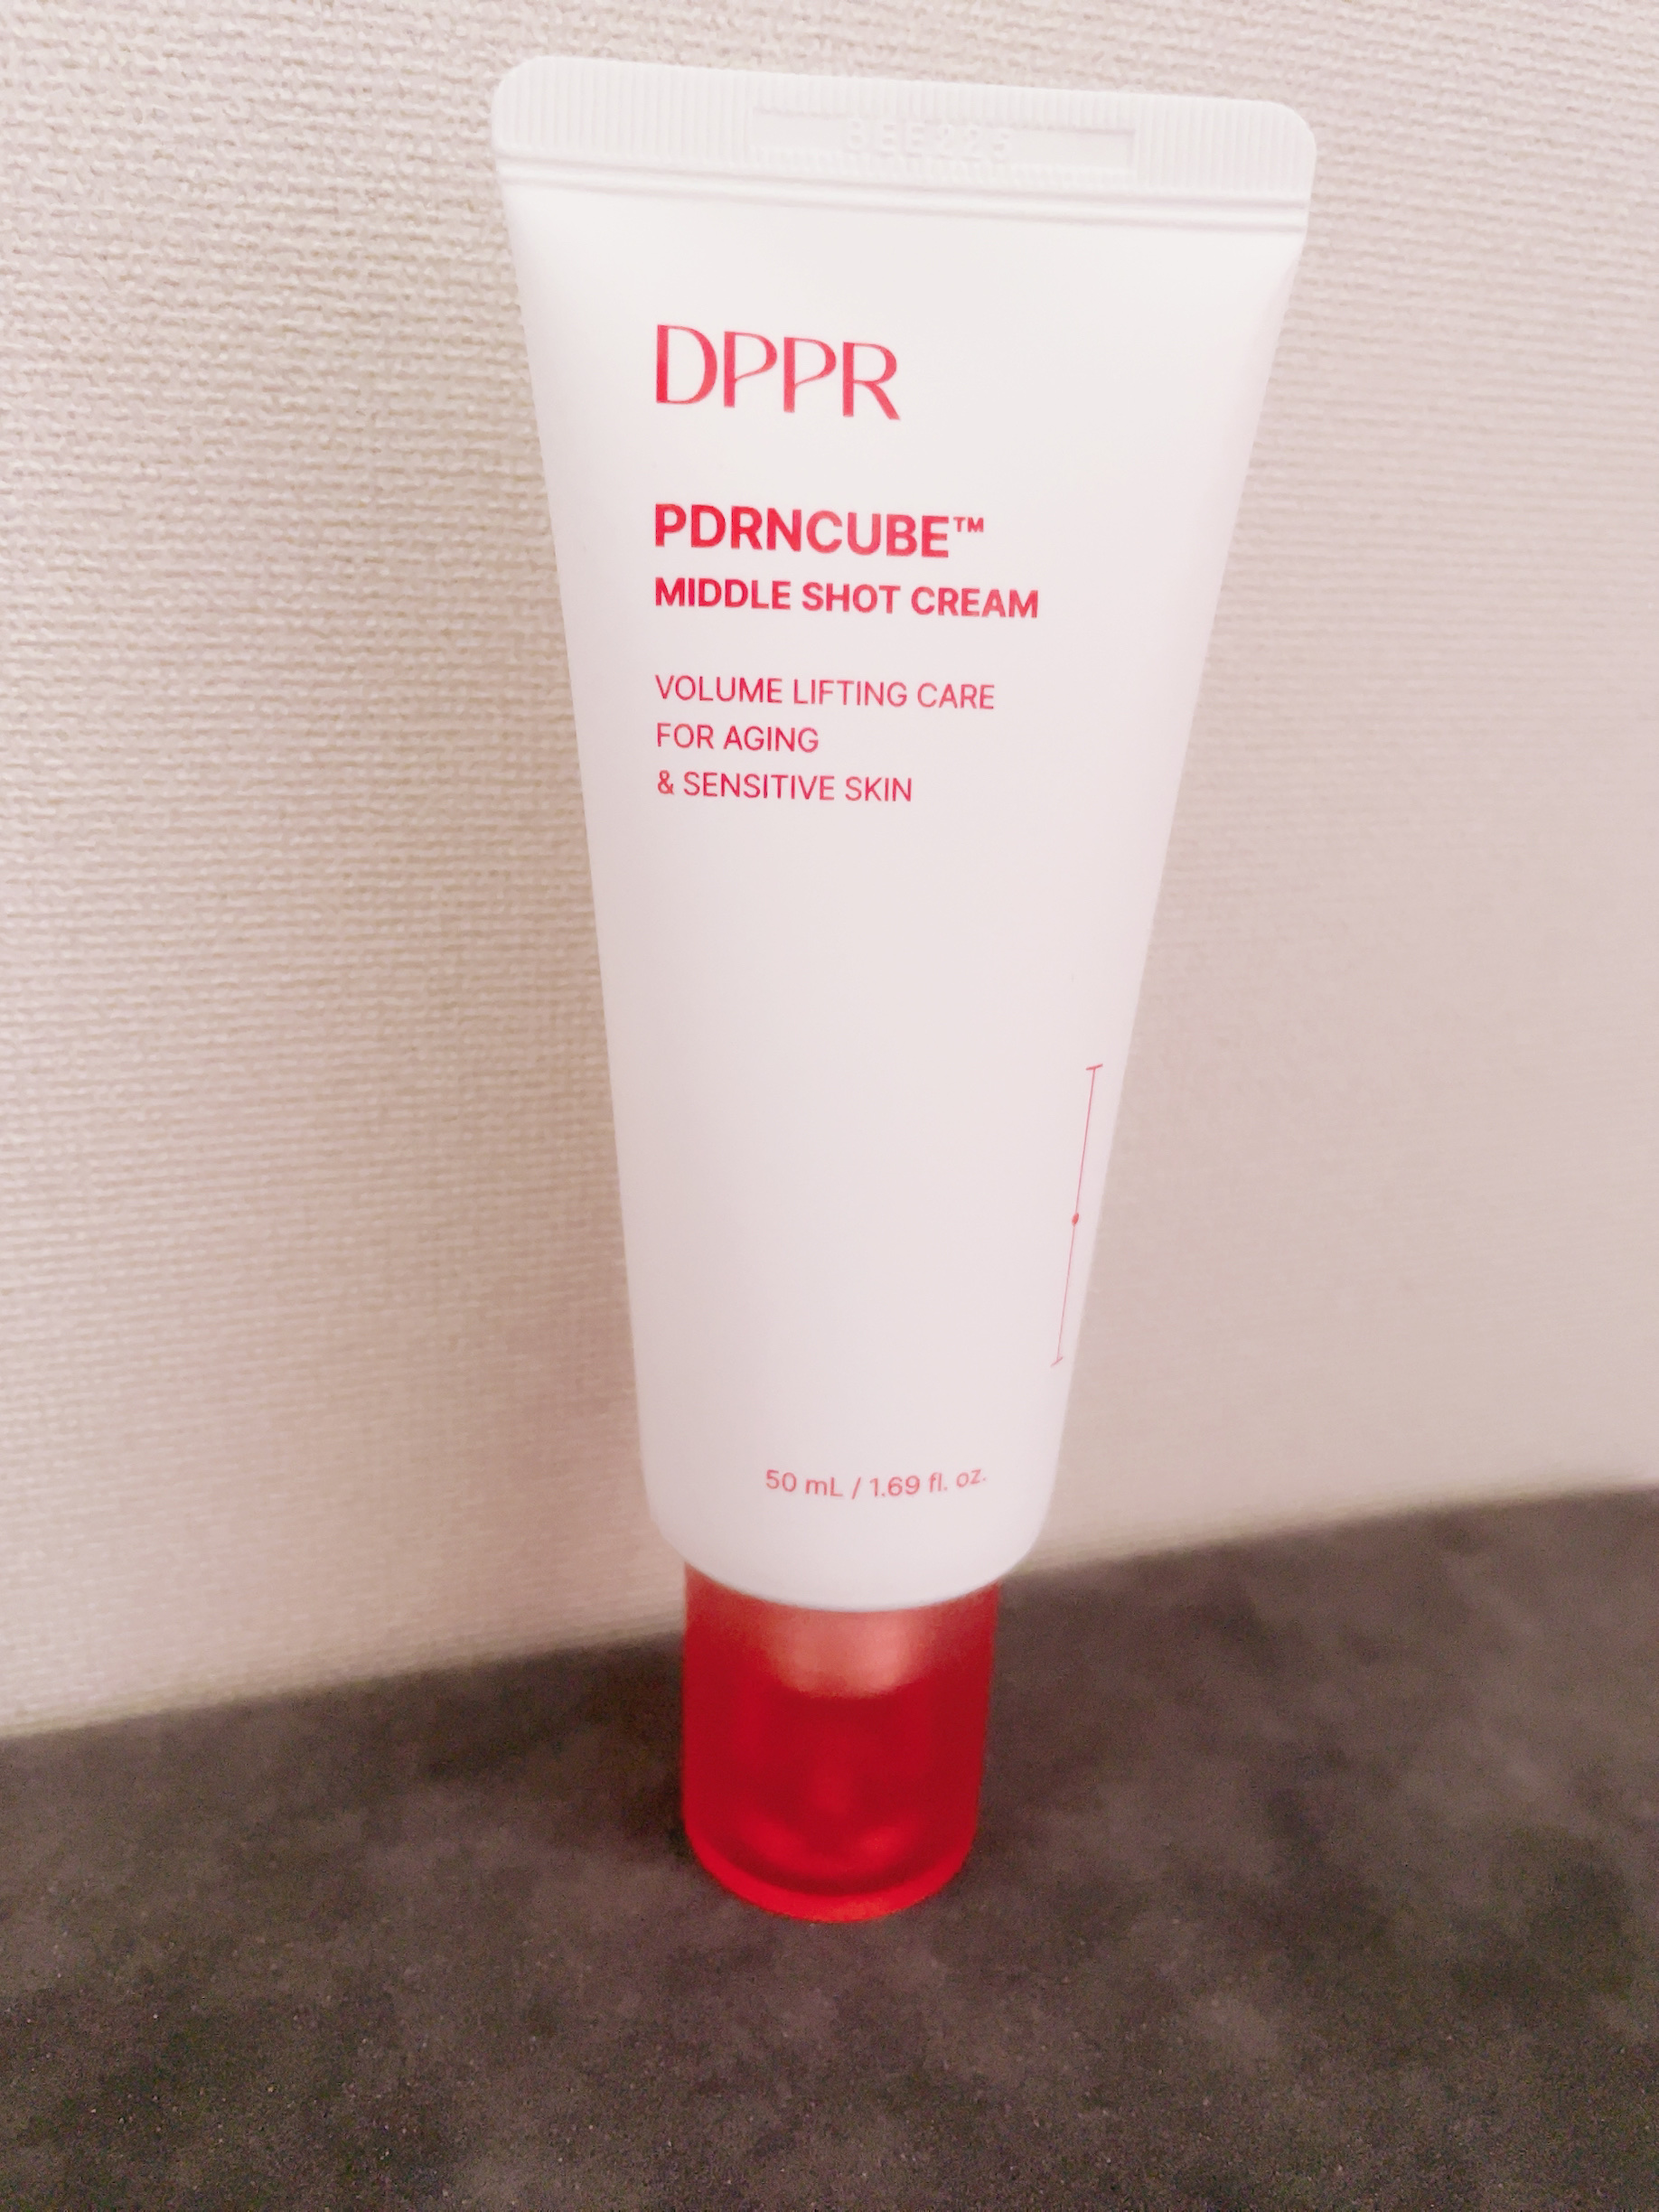 DPPR
PDRNCUBE™
MIDDLE SHOT CREAM
VOLUME LIFTING CARE
FOR AGING
& SENSITIVE SKIN
50 mL / 1.69 fl. oz.